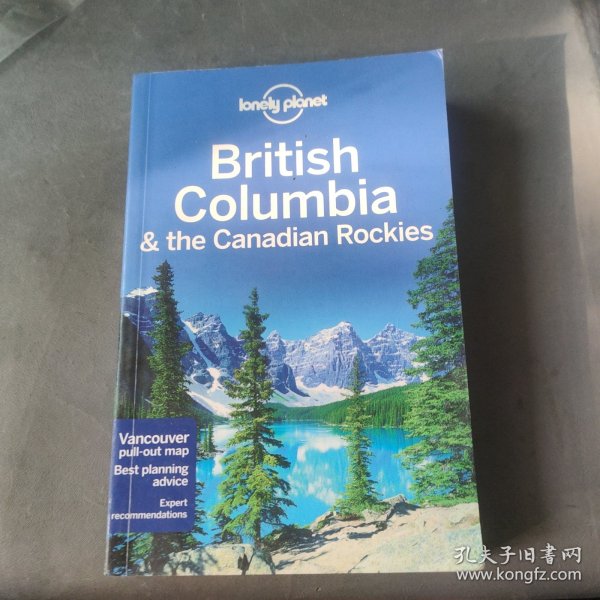 lonely planet
British
Columbia
& the Canadian Rockies
Vancouver
pull-out map
Best planning
advice
Expert
recommendations
孔夫子旧书网
www.kongfz.com